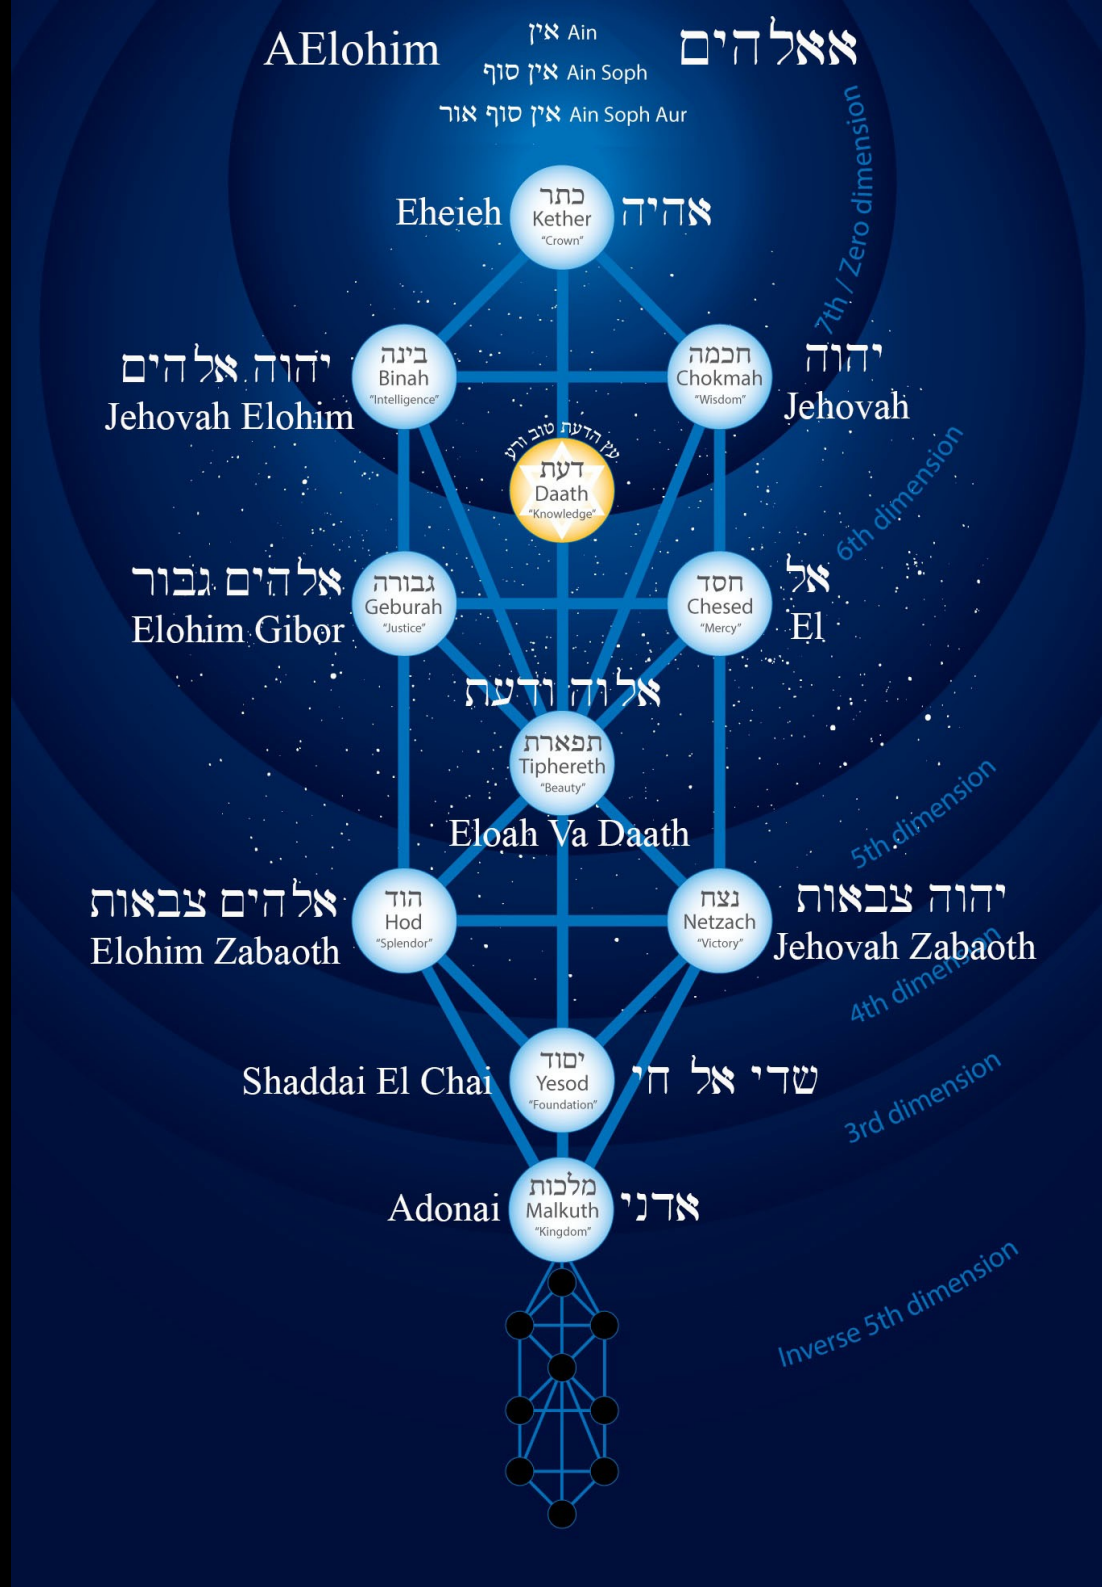 AElohim
אאלהים
אין Ain
אין סוף Ain Soph
אין סוף אור Ain Soph Aur
7th / Zero dimension
Eheieh
כתר
Kether
"Crown"
אהיה
יהוה אלהים
Jehovah Elohim
בינה
Binah
"Intelligence"
חכמה
Chokmah
"Wisdom"
יהוה
Jehovah
עץ הדעת טוב ורע
דעת
Daath
"Knowledge"
6th dimension
אלהים גבור
Elohim Gibor
גבורה
Geburah
"Justice"
חסד
Chesed
"Mercy"
אל
El
אלוה ודעת
תפארת
Tiphereth
"Beauty"
Eloah Va Daath
5th dimension
אלהים צבאות
Elohim Zabaoth
הוד
Hod
"Splendor"
נצח
Netzach
"Victory"
יהוה צבאות
Jehovah Zabaoth
4th dimension
Shaddai El Chai
יסוד
Yesod
"Foundation"
שדי אל חי
3rd dimension
Adonai
מלכות
Malkuth
"Kingdom"
אדני
Inverse 5th dimension